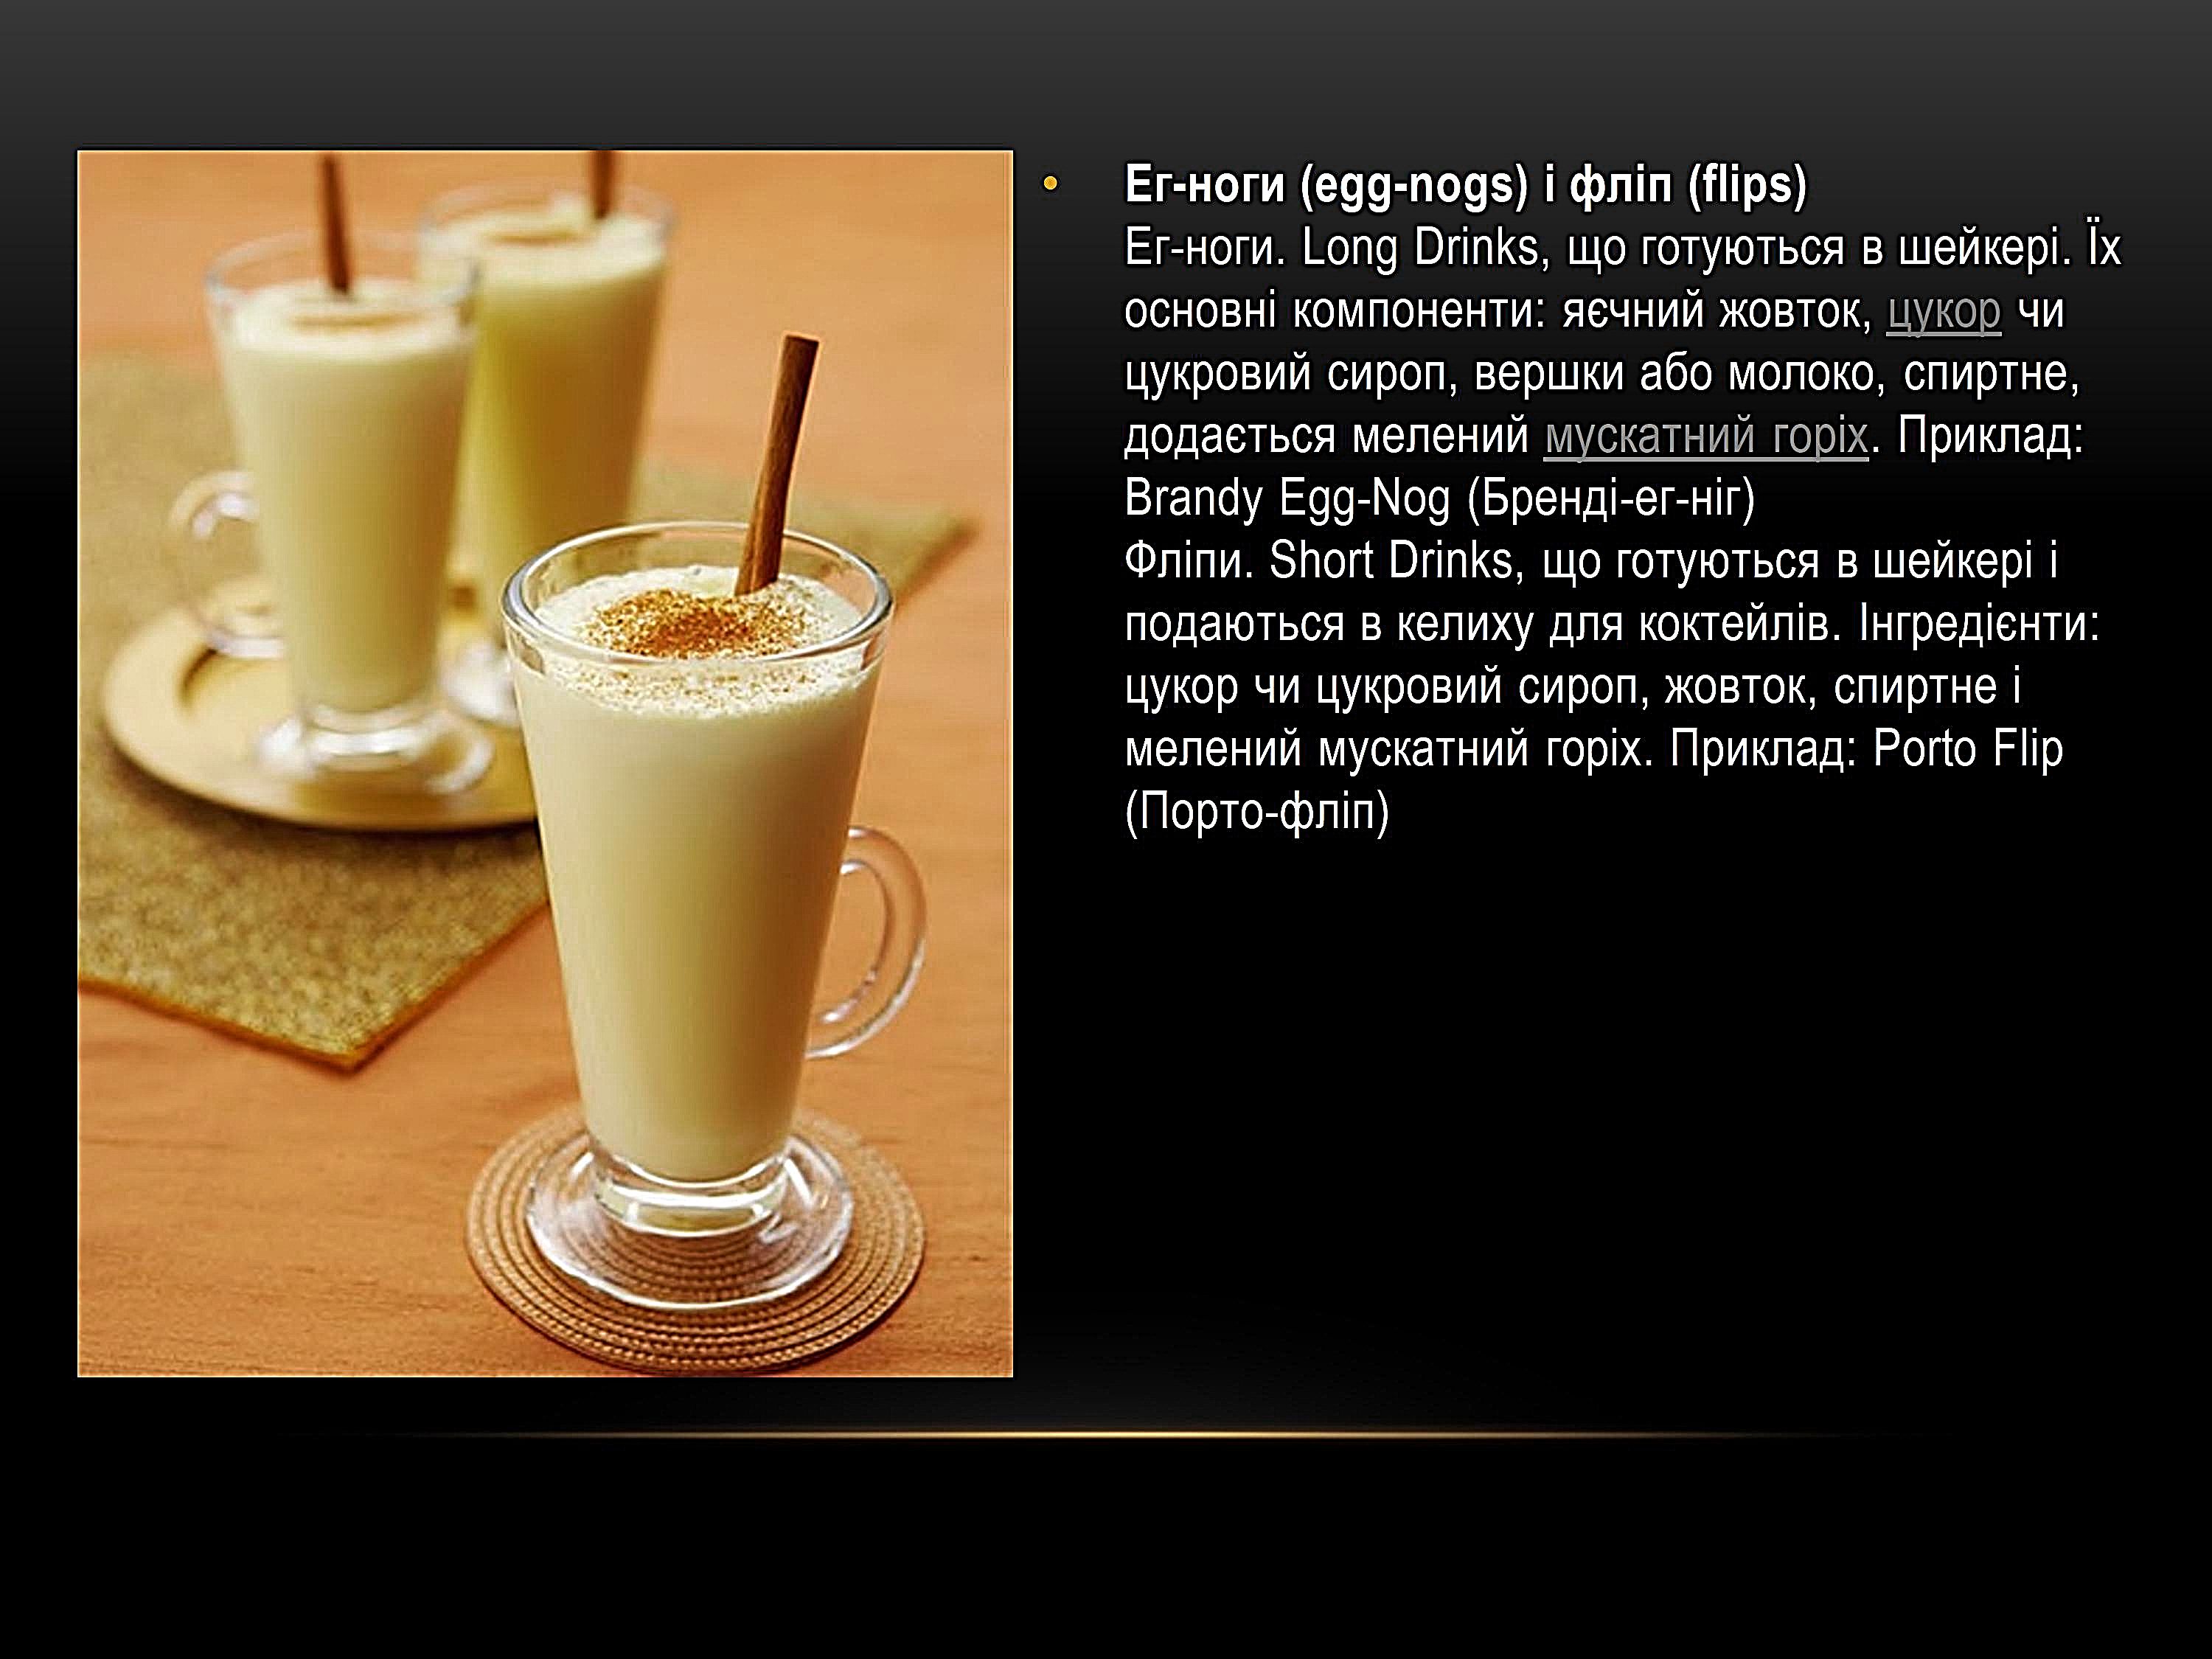 • Ег-ноги (egg-nogs) і фліп (flips)
Ег-ноги. Long Drinks, що готуються в шейкері. Їх
основні компоненти: яєчний жовток, цукор чи
цукровий сироп, вершки або молоко, спиртне,
додається мелений мускатний горіх. Приклад:
Brandy Egg-Nog (Бренді-ег-ніг)
Фліпи. Short Drinks, що готуються в шейкері і
подаються в келиху для коктейлів. Інгредієнти:
цукор чи цукровий сироп, жовток, спиртне і
мелений мускатний горіх. Приклад: Porto Flip
(Порто-фліп)